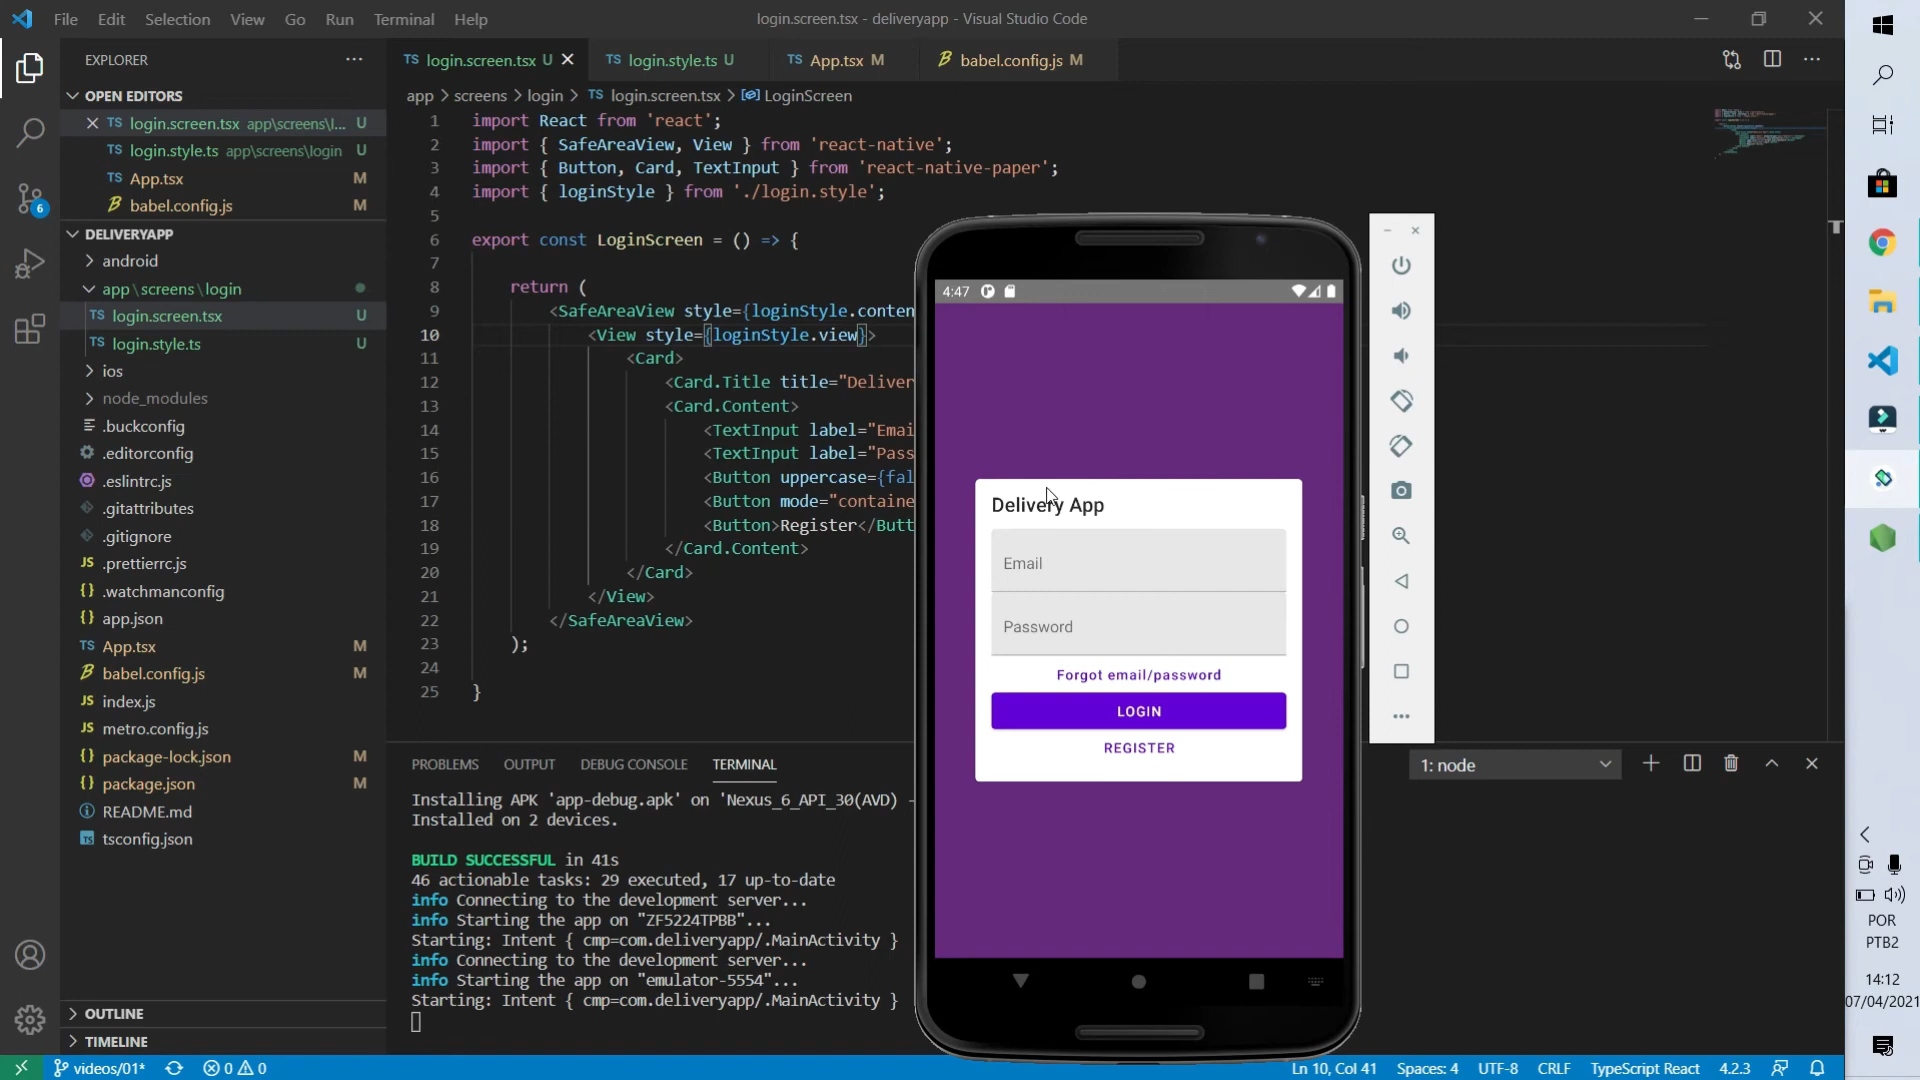 File Edit Selection View Go Run Terminal Help
login.screen.tsx - deliveryapp - Visual Studio Code
EXPLORER
OPEN EDITORS
login.screen.tsx app\screens\l... U
login.style.ts app\screens\login U
App.tsx M
babel.config.js M
DELIVERYAPP
android
app\screens\login
login.screen.tsx U
login.style.ts U
ios
node_modules
.buckconfig
.editorconfig
.eslintrc.js
.gitattributes
.gitignore
.prettierrc.js
.watchmanconfig
app.json
App.tsx M
babel.config.js M
index.js
metro.config.js
package-lock.json M
package.json M
README.md
tsconfig.json
OUTLINE
TIMELINE
6
TS login.screen.tsx U
TS login.style.ts U
TS App.tsx M
babel.config.js M
app > screens > login > TS login.screen.tsx > LoginScreen
1 import React from 'react';
2 import { SafeAreaView, View } from 'react-native';
3 import { Button, Card, TextInput } from 'react-native-paper';
4 import { loginStyle } from './login.style';
5
6 export const LoginScreen = () => {
7
8 return (
9 <SafeAreaView style={loginStyle.conten
10 <View style={loginStyle.view}>
11 <Card>
12 <Card.Title title="Deliver
13 <Card.Content>
14 <TextInput label="Emai
15 <TextInput label="Pass
16 <Button uppercase={fal
17 <Button mode="containe
18 <Button>Register</Butt
19 </Card.Content>
20 </Card>
21 </View>
22 </SafeAreaView>
23 );
24
25 }
4:47
Delivery App
Email
Password
Forgot email/password
LOGIN
REGISTER
PROBLEMS OUTPUT DEBUG CONSOLE TERMINAL
1: node
Installing APK 'app-debug.apk' on 'Nexus_6_API_30(AVD) -
Installed on 2 devices.
BUILD SUCCESSFUL in 41s
46 actionable tasks: 29 executed, 17 up-to-date
info Connecting to the development server...
info Starting the app on "ZF5224TPBB"...
Starting: Intent { cmp=com.deliveryapp/.MainActivity }
info Connecting to the development server...
info Starting the app on "emulator-5554"...
Starting: Intent { cmp=com.deliveryapp/.MainActivity }
videos/01* 0 0
Ln 10, Col 41 Spaces: 4 UTF-8 CRLF TypeScript React 4.2.3
POR
PTB2
14:12
07/04/2021